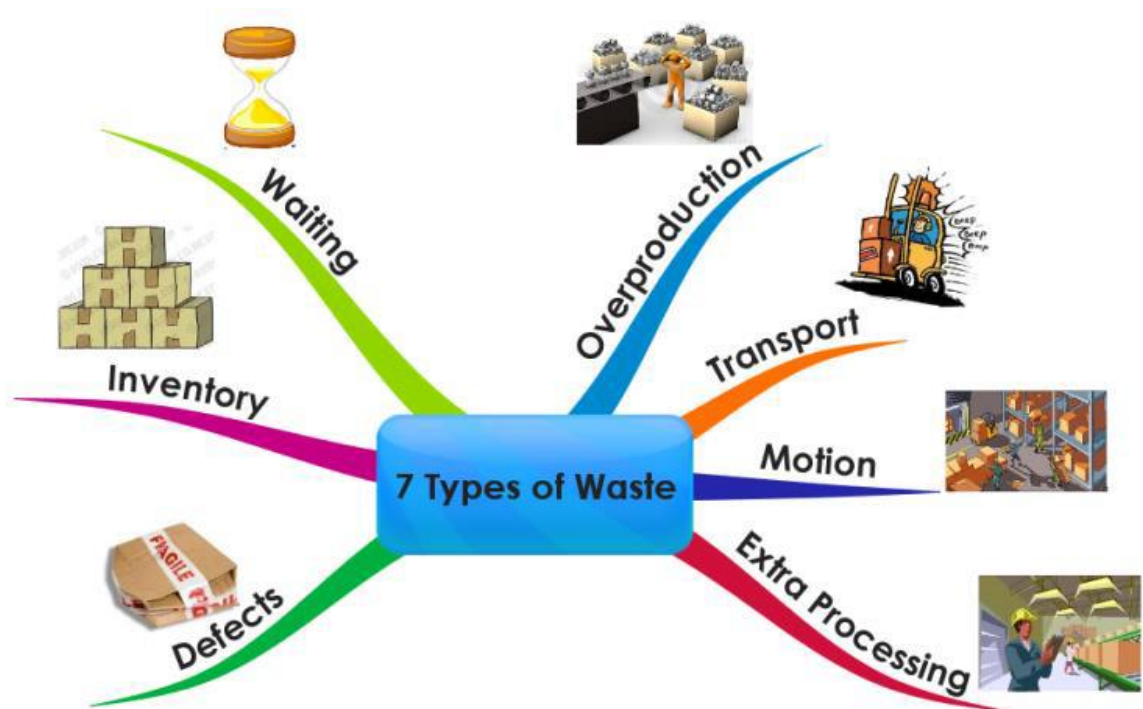 Waiting
Overproduction
Transport
Inventory
Motion
7 Types of Waste
Extra Processing
Defects
FRAGILE